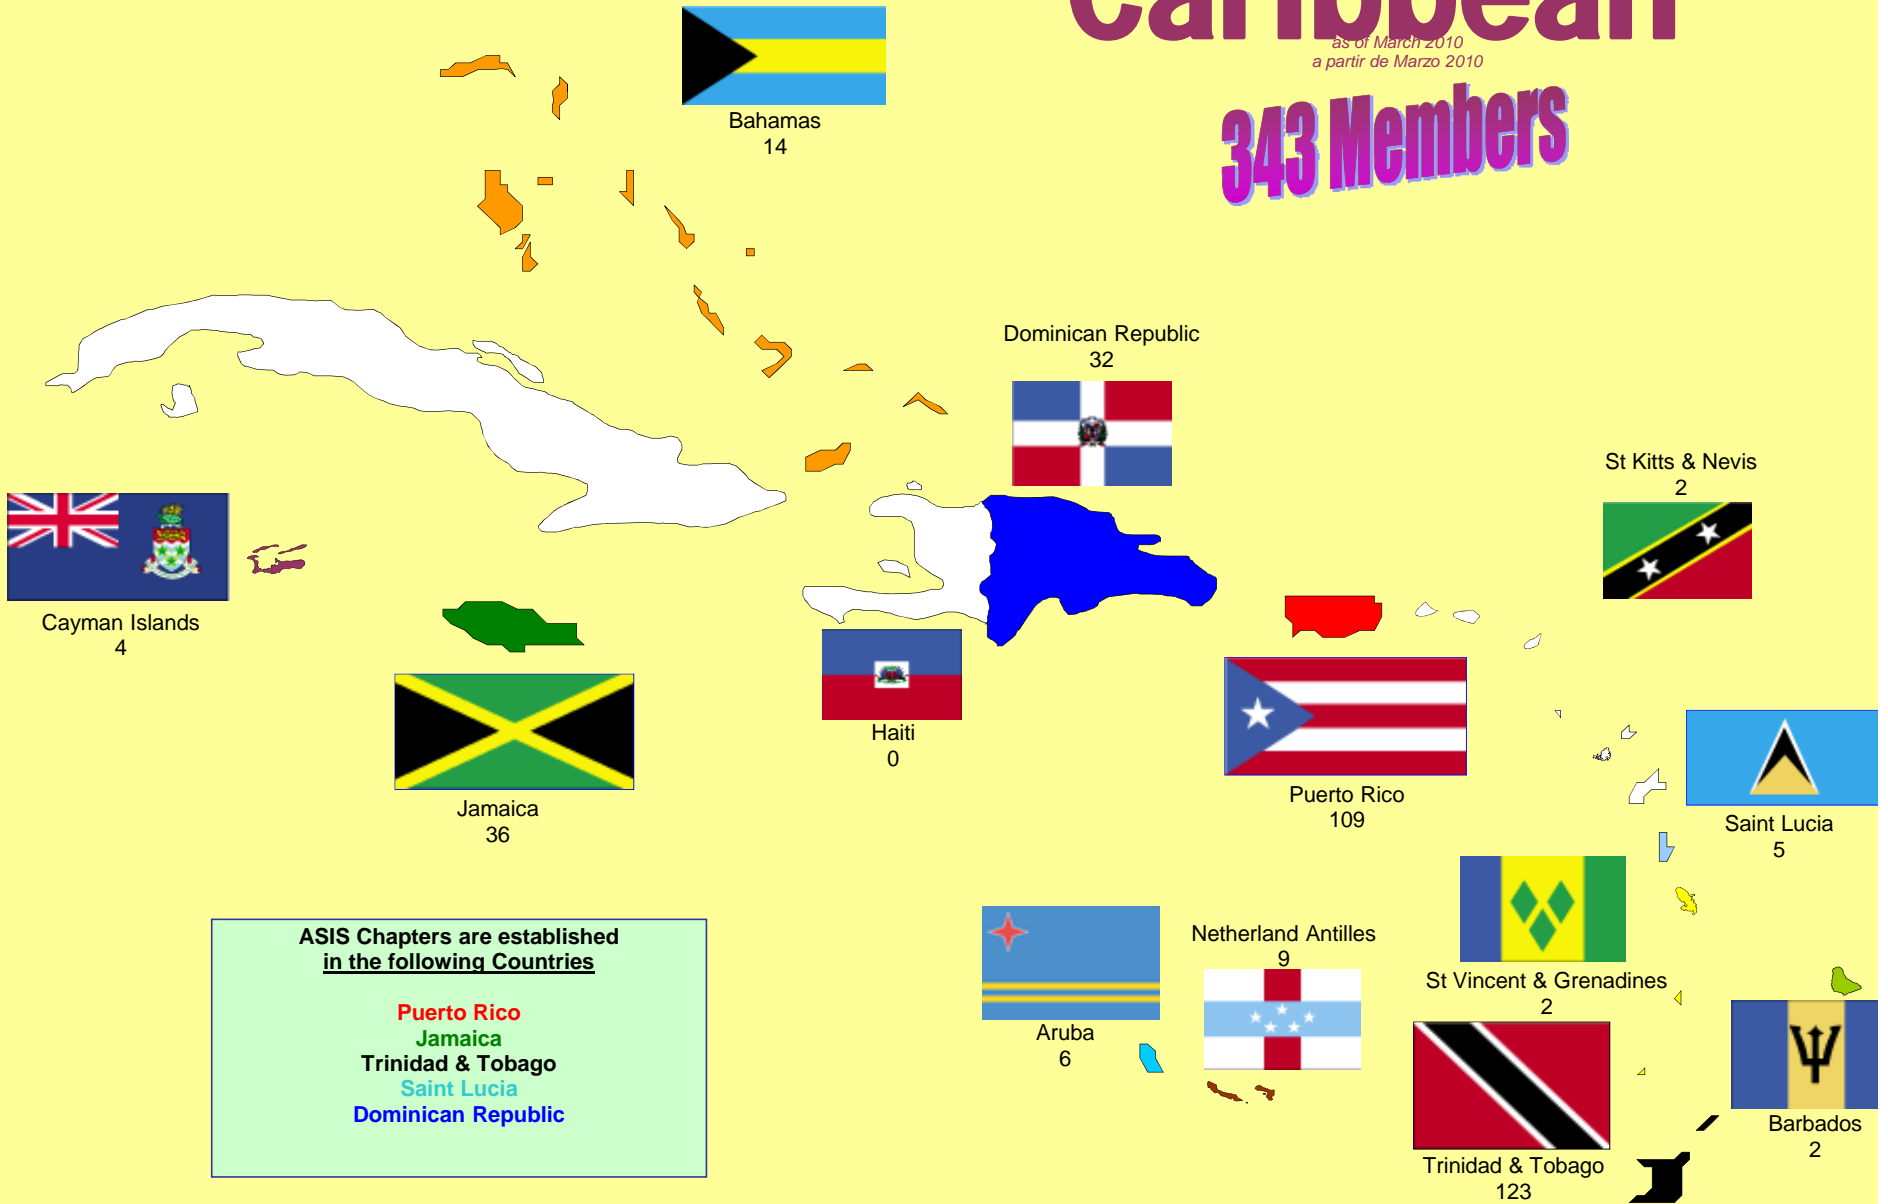 Caribbean
as of March 2010
a partir de Marzo 2010
343 Members
Bahamas
14
Dominican Republic
32
St Kitts & Nevis
2
Cayman Islands
4
Haiti
0
Jamaica
36
Puerto Rico
109
Saint Lucia
5
Netherland Antilles
9
St Vincent & Grenadines
2
Aruba
6
Barbados
2
Trinidad & Tobago
123
ASIS Chapters are established
in the following Countries
Puerto Rico
Jamaica
Trinidad & Tobago
Saint Lucia
Dominican Republic